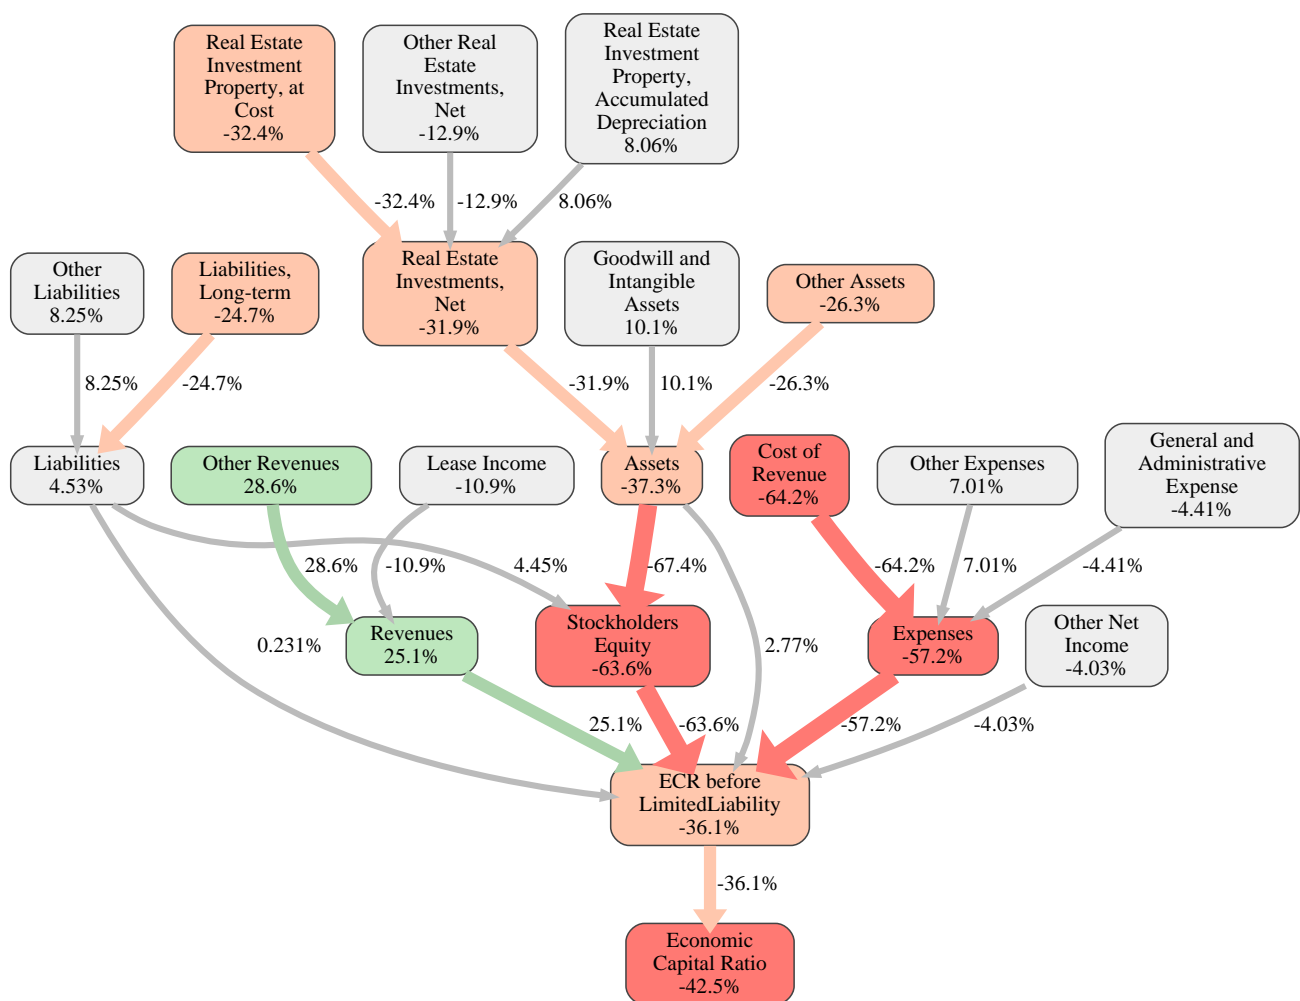 Real Estate
Investment
Property, at
Cost
-32.4%
Other Real
Estate
Investments,
Net
-12.9%
Real Estate
Investment
Property,
Accumulated
Depreciation
8.06%
-32.4%
-12.9%
8.06%
Other
Liabilities
8.25%
Liabilities,
Long-term
-24.7%
Real Estate
Investments,
Net
-31.9%
Goodwill and
Intangible
Assets
10.1%
Other Assets
-26.3%
8.25%
-24.7%
-31.9%
10.1%
-26.3%
Liabilities
4.53%
Other Revenues
28.6%
Lease Income
-10.9%
Assets
-37.3%
Cost of
Revenue
-64.2%
Other Expenses
7.01%
General and
Administrative
Expense
-4.41%
28.6%
-10.9%
4.45%
-67.4%
-64.2%
7.01%
-4.41%
0.231%
Revenues
25.1%
Stockholders
Equity
-63.6%
2.77%
Expenses
-57.2%
Other Net
Income
-4.03%
25.1%
-63.6%
-57.2%
-4.03%
ECR before
LimitedLiability
-36.1%
-36.1%
Economic
Capital Ratio
-42.5%